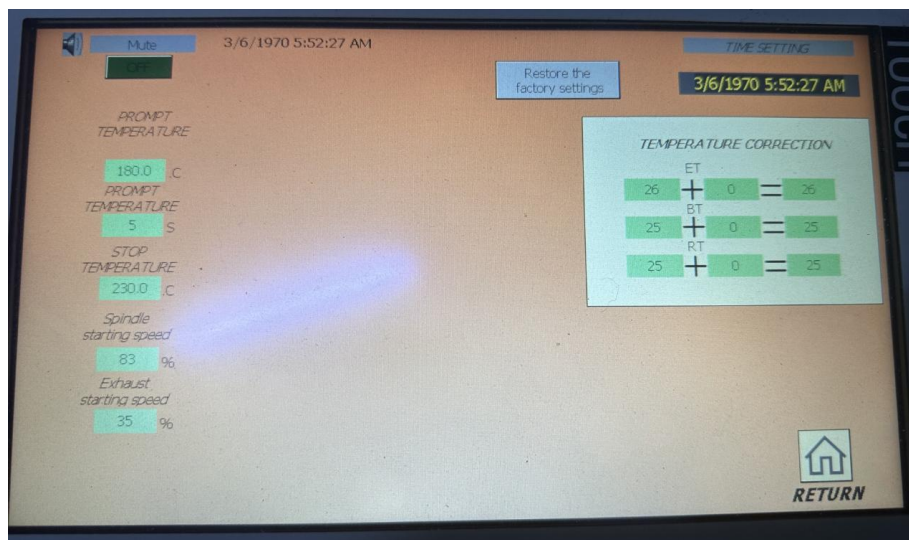 Mute
3/6/1970 5:52:27 AM
TIME SETTING
OFF
Restore the
factory settings
3/6/1970 5:52:27 AM
PROMPT
TEMPERATURE
180.0 .C
PROMPT
TEMPERATURE
5 S
STOP
TEMPERATURE
230.0 .C
Spindle
starting speed
83 %
Exhaust
starting speed
35 %
TEMPERATURE CORRECTION
ET
26 + 0 = 26
BT
25 + 0 = 25
RT
25 + 0 = 25
RETURN
TOUCH